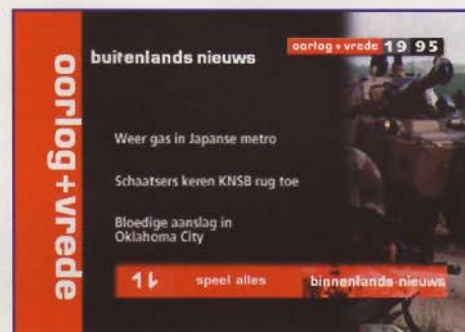 oorlog+vrede
oorlog + vrede 19 95
buitenlands nieuws
Weer gas in Japanse metro
Schaatsers keren KNSB rug toe
Bloedige aanslag in
Oklahoma City
speel alles
binnenlands nieuws